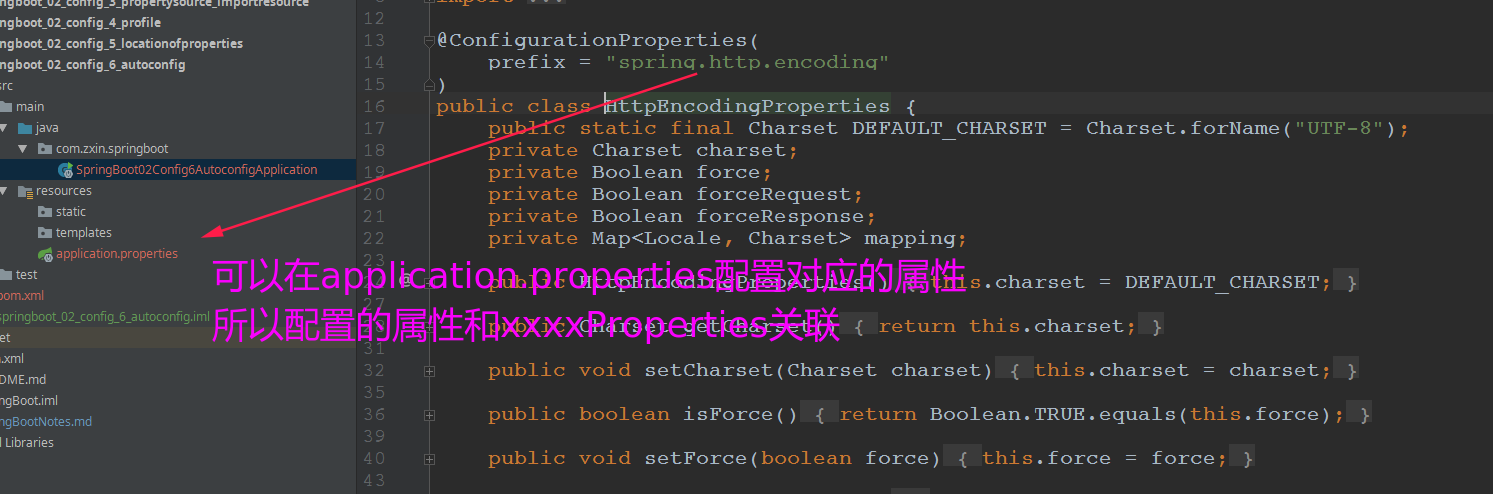 ngboot_02_config_3_propertysource_importresource
ngboot_02_config_4_profile
ngboot_02_config_5_locationofproperties
ngboot_02_config_6_autoconfig
src
main
java
com.zxin.springboot
SpringBoot02Config6AutoconfigApplication
resources
static
templates
application.properties
test
pom.xml
springboot_02_config_6_autoconfig.iml
et
.xml
DME.md
ngBoot.iml
ngBootNotes.md
l Libraries
import ...
12
13 @ConfigurationProperties(
14 prefix = "spring.http.encoding"
15 )
16 public class HttpEncodingProperties {
17 public static final Charset DEFAULT_CHARSET = Charset.forName("UTF-8");
18 private Charset charset;
19 private Boolean force;
20 private Boolean forceRequest;
21 private Boolean forceResponse;
22 private Map<Locale, Charset> mapping;
23
24 @ public HttpEncodingProperties() { this.charset = DEFAULT_CHARSET; }
27
28 public Charset getCharset() { return this.charset; }
31
32 public void setCharset(Charset charset) { this.charset = charset; }
35
36 public boolean isForce() { return Boolean.TRUE.equals(this.force); }
39
40 public void setForce(boolean force) { this.force = force; }
43
可以在application.properties配置对应的属性
所以配置的属性和xxxxProperties关联